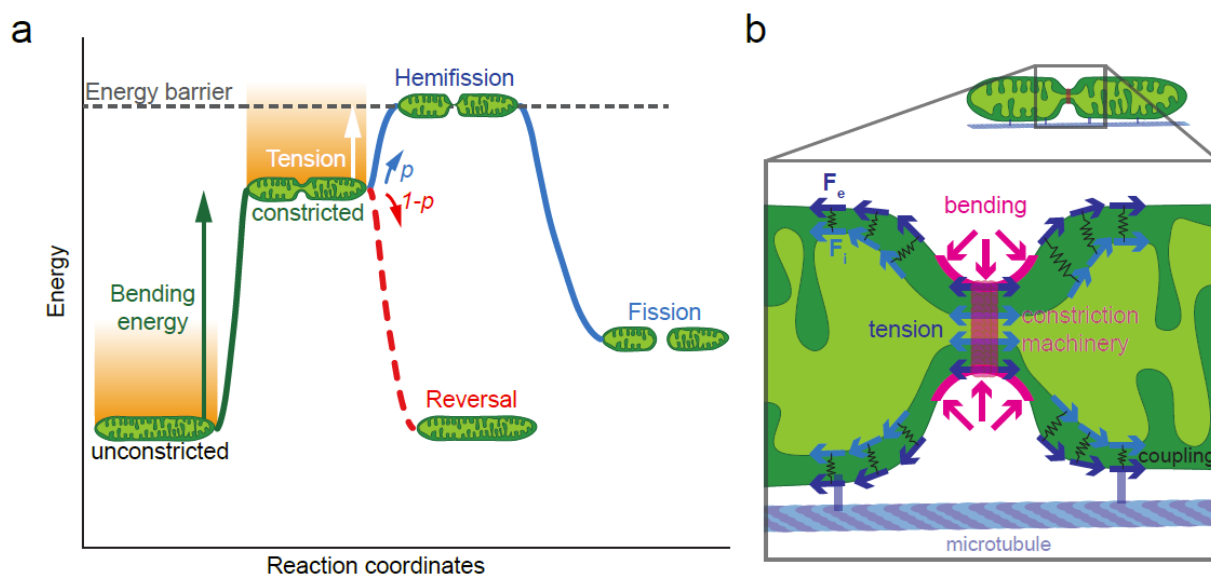 a
Energy barrier
Hemifission
Tension
p
1-p
constricted
Bending
energy
Fission
Reversal
unconstricted
Energy
Reaction coordinates
b
Fe
bending
Fi
tension
constriction
machinery
coupling
microtubule